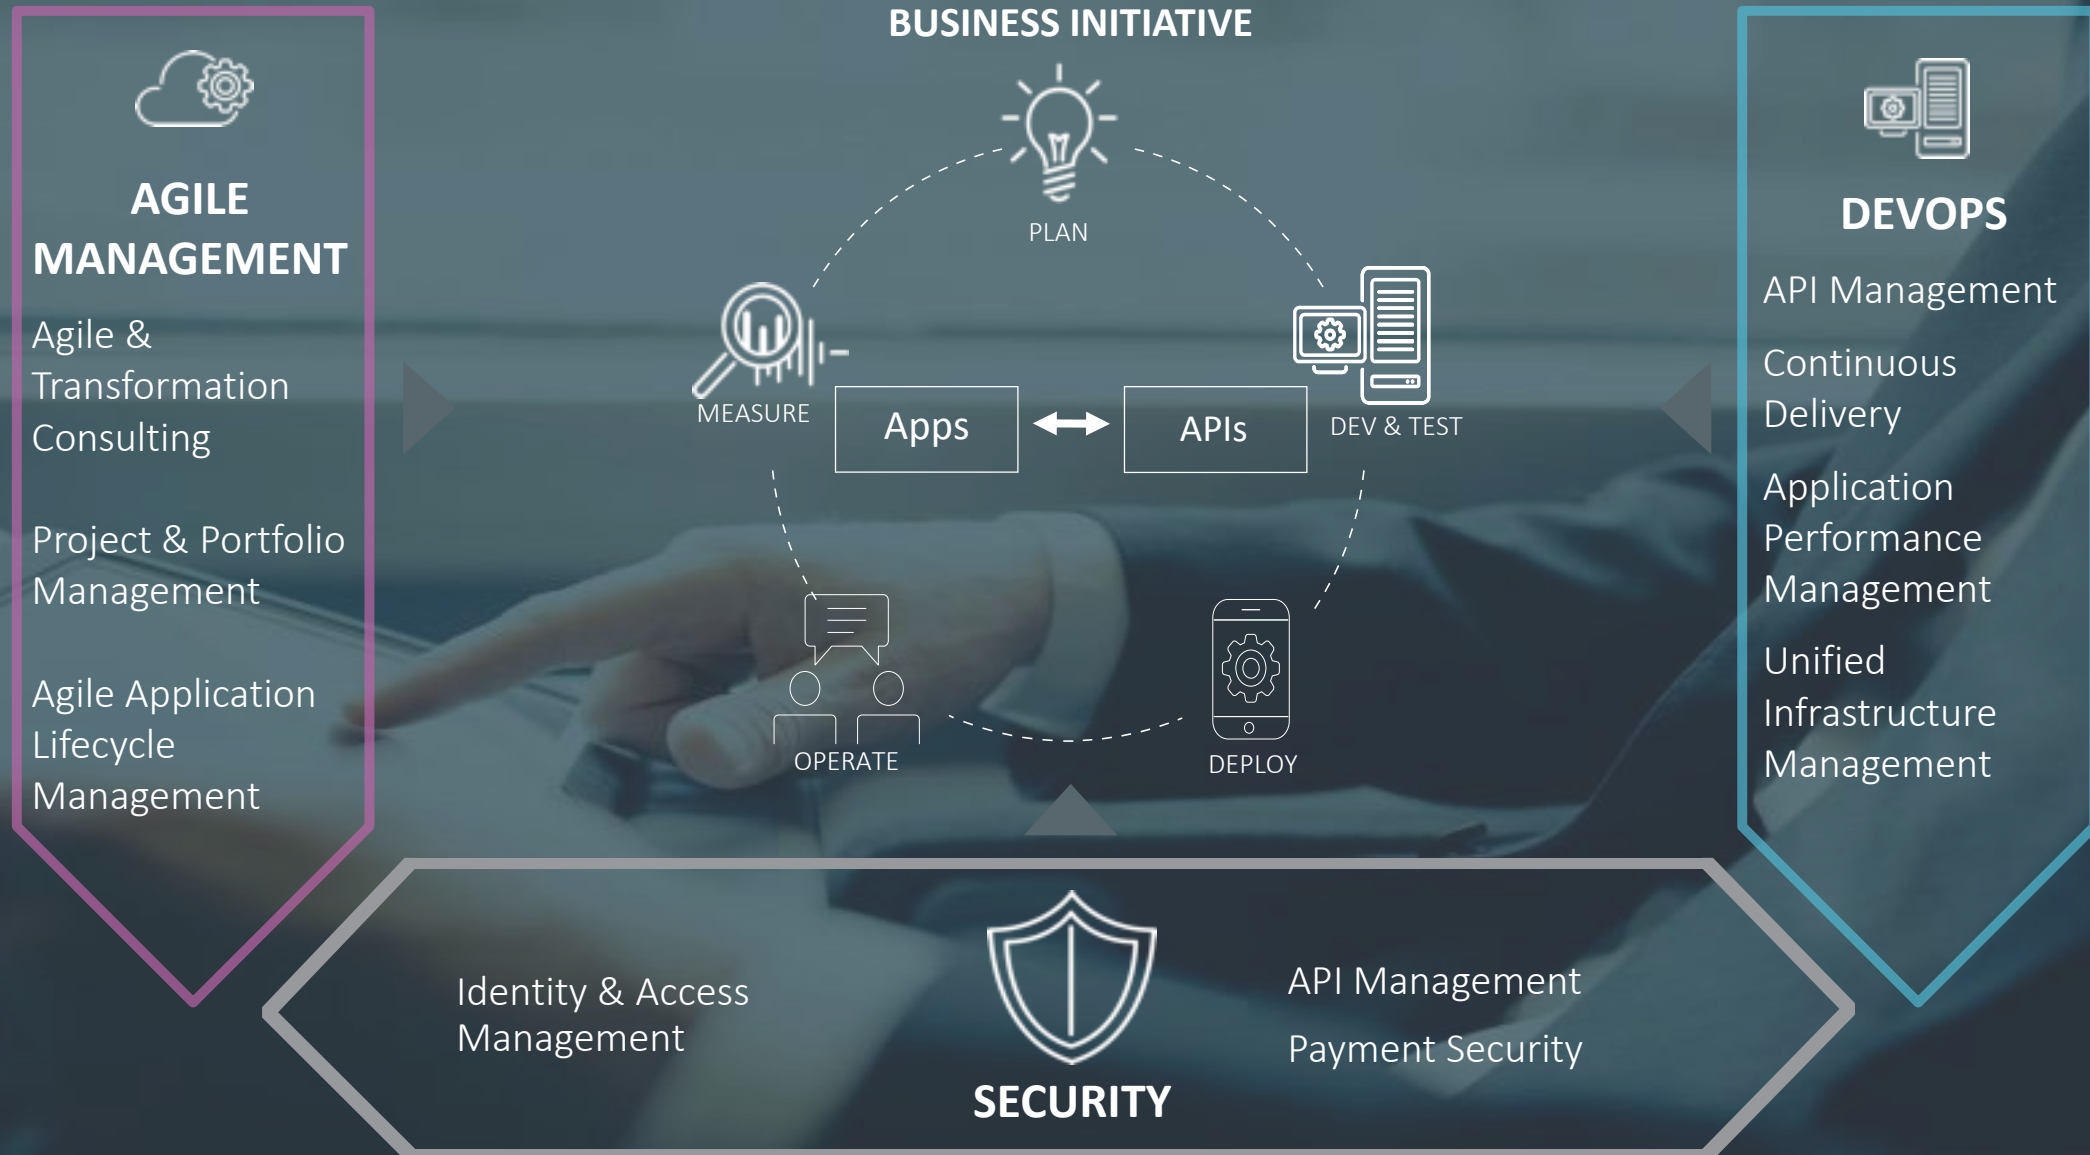 BUSINESS INITIATIVE
AGILE
MANAGEMENT
Agile &
Transformation
Consulting
Project & Portfolio
Management
Agile Application
Lifecycle
Management
PLAN
MEASURE
Apps
APIs
DEV & TEST
OPERATE
DEPLOY
DEVOPS
API Management
Continuous
Delivery
Application
Performance
Management
Unified
Infrastructure
Management
Identity & Access
Management
SECURITY
API Management
Payment Security